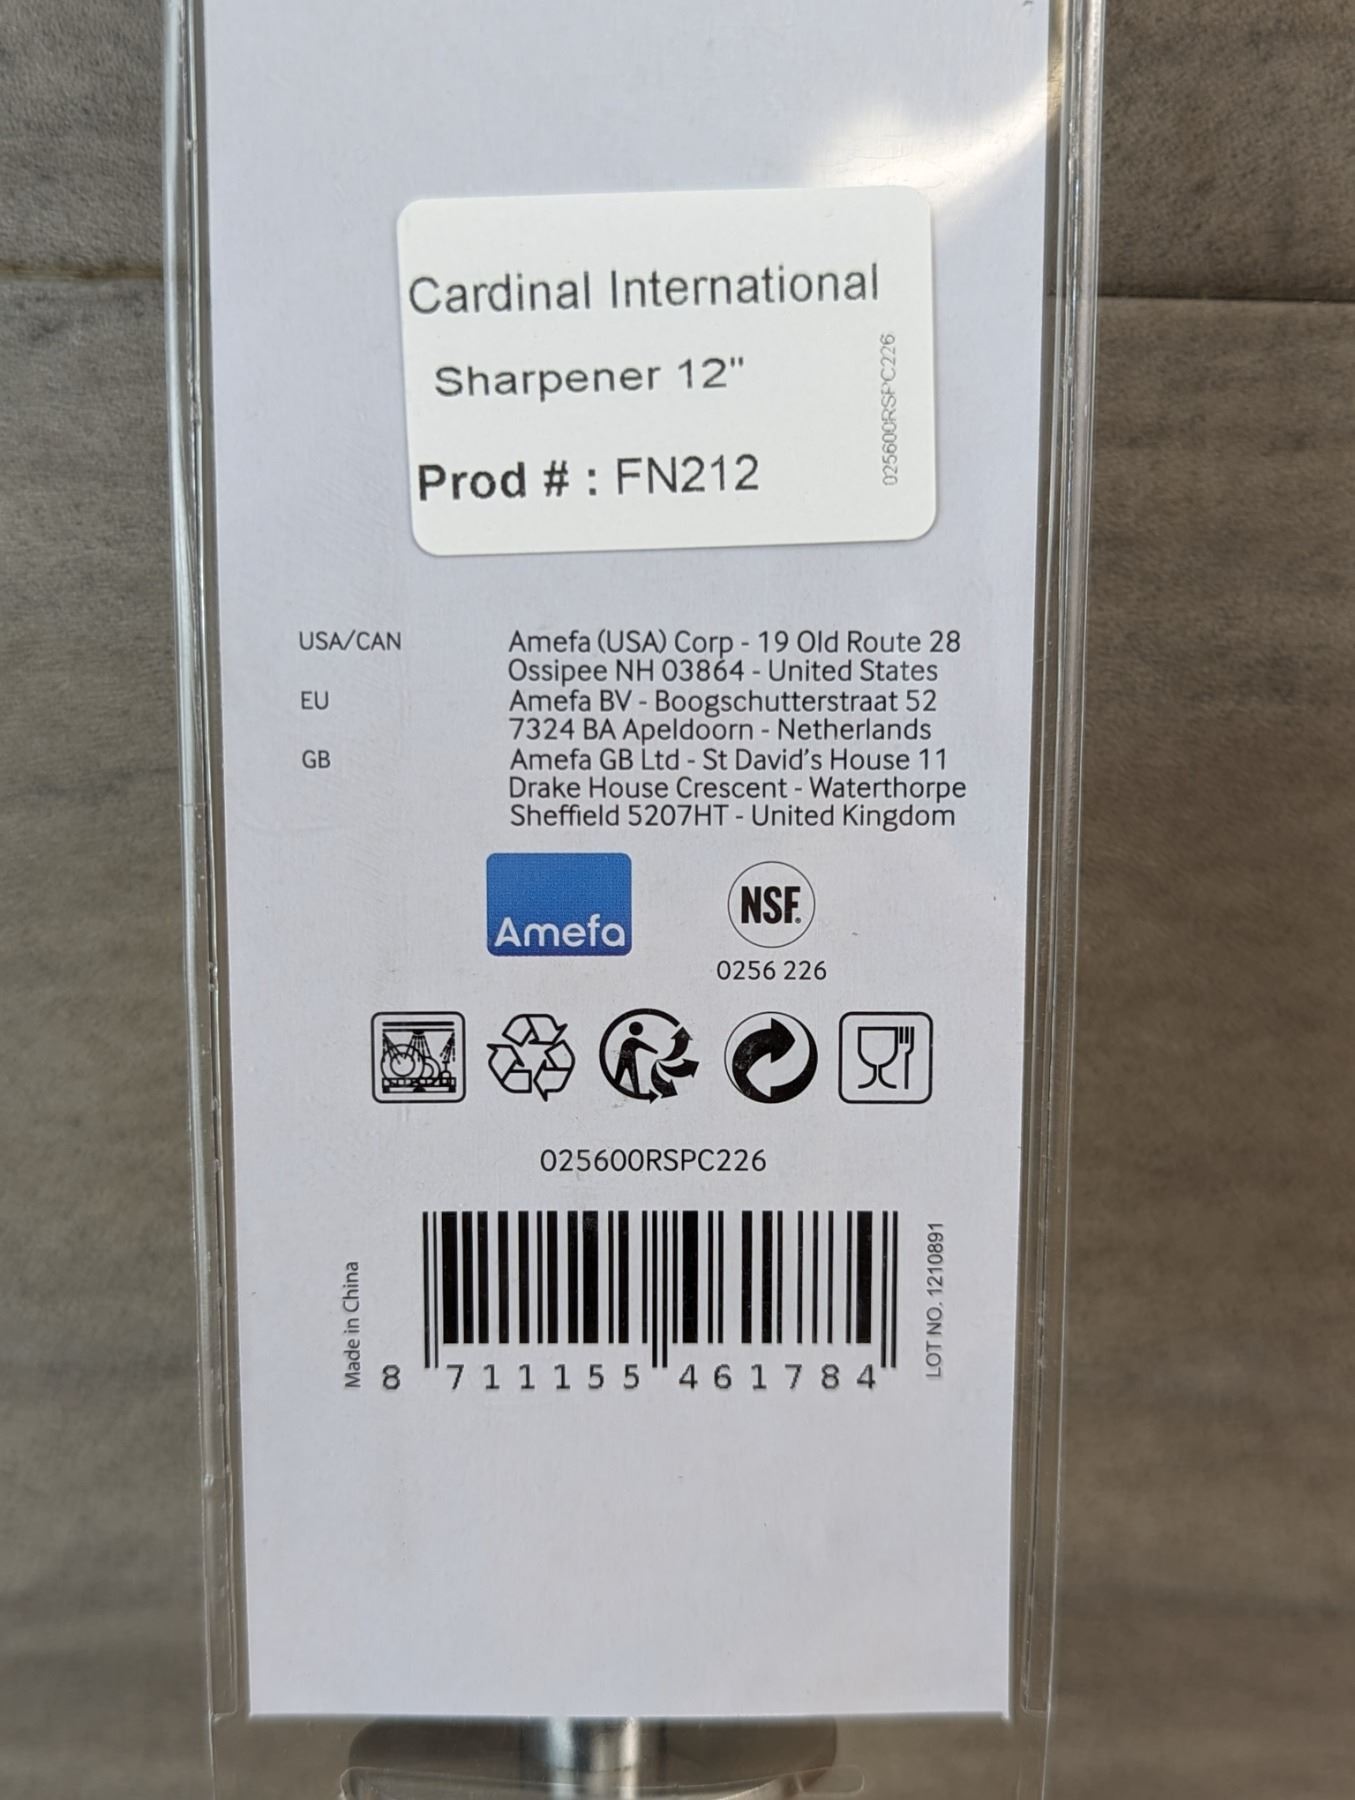 Cardinal International
Sharpener 12"
025600RSPC226
Prod # : FN212
USA/CAN
Amefa (USA) Corp - 19 Old Route 28
Ossipee NH 03864 - United States
EU
Amefa BV - Boogschutterstraat 52
7324 BA Apeldoorn - Netherlands
GB
Amefa GB Ltd - St David’s House 11
Drake House Crescent - Waterthorpe
Sheffield 5207HT - United Kingdom
Amefa
NSF®
0256 226
025600RSPC226
Made in China
8 711155 461784
LOT NO. 1210891